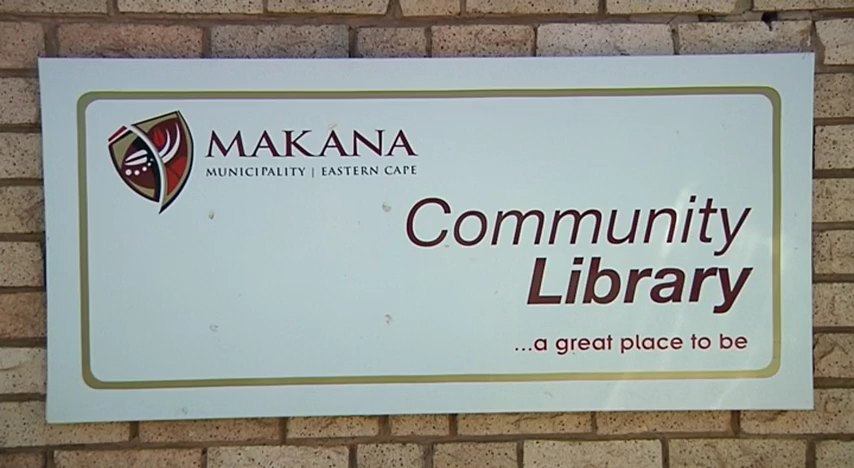 MAKANA
MUNICIPALITY | EASTERN CAPE
Community
Library
...a great place to be